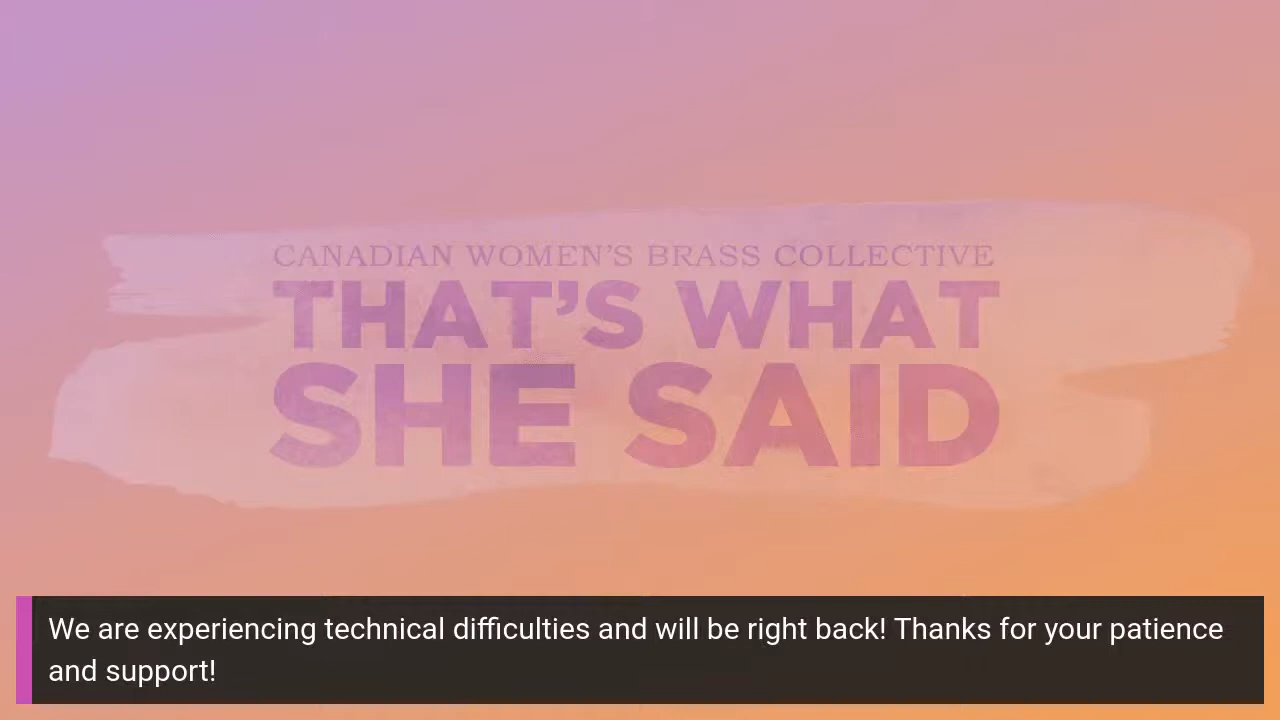 CANADIAN WOMEN'S BRASS COLLECTIVE
THAT'S WHAT
SHE SAID
We are experiencing technical difficulties and will be right back! Thanks for your patience
and support!